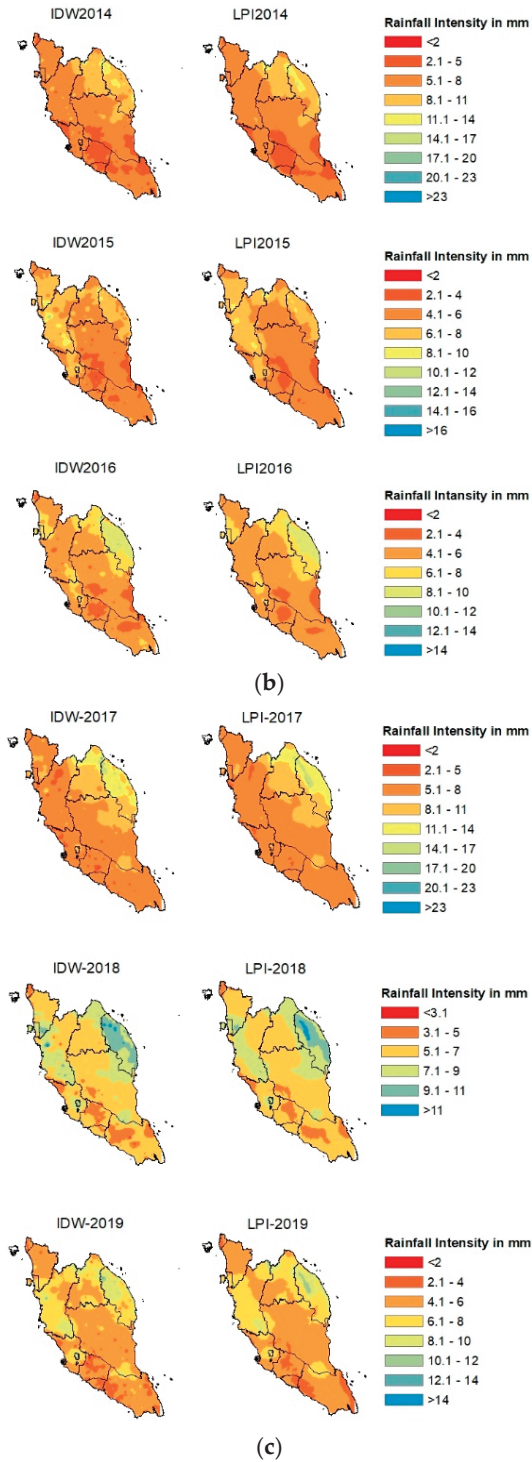 IDW2014
LPI2014
Rainfall Intensity in mm
<2
2.1 - 5
5.1 - 8
8.1 - 11
11.1 - 14
14.1 - 17
17.1 - 20
20.1 - 23
>23
IDW2015
LPI2015
Rainfall Intensity in mm
<2
2.1 - 4
4.1 - 6
6.1 - 8
8.1 - 10
10.1 - 12
12.1 - 14
14.1 - 16
>16
IDW2016
LPI2016
Rainfall Intansity in mm
<2
2.1 - 4
4.1 - 6
6.1 - 8
8.1 - 10
10.1 - 12
12.1 - 14
>14
(b)
IDW-2017
LPI-2017
Rainfall Intensity in mm
<2
2.1 - 5
5.1 - 8
8.1 - 11
11.1 - 14
14.1 - 17
17.1 - 20
20.1 - 23
>23
IDW-2018
LPI-2018
Rainfall Intensity in mm
<3.1
3.1 - 5
5.1 - 7
7.1 - 9
9.1 - 11
>11
IDW-2019
LPI-2019
Rainfall Intensity in mm
<2
2.1 - 4
4.1 - 6
6.1 - 8
8.1 - 10
10.1 - 12
12.1 - 14
>14
(c)